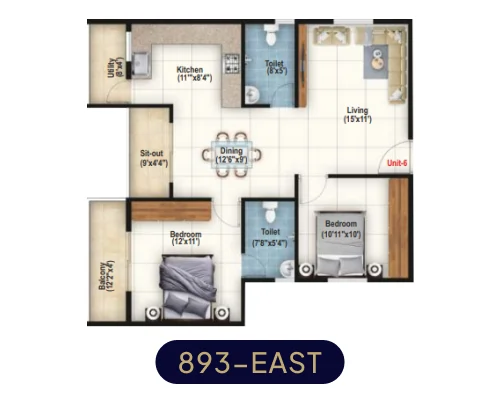 Utility
(8'x4')
Kitchen
(11'"x8'4")
Toilet
(8'x5')
Living
(15'x11')
Sit-out
(9'x4'4")
Dining
(12'6"x9')
Unit-6
Balcony
(12'2"x4')
Bedroom
(12'x11')
Toilet
(7'8"x5'4")
Bedroom
(10'11"x10')
893-EAST